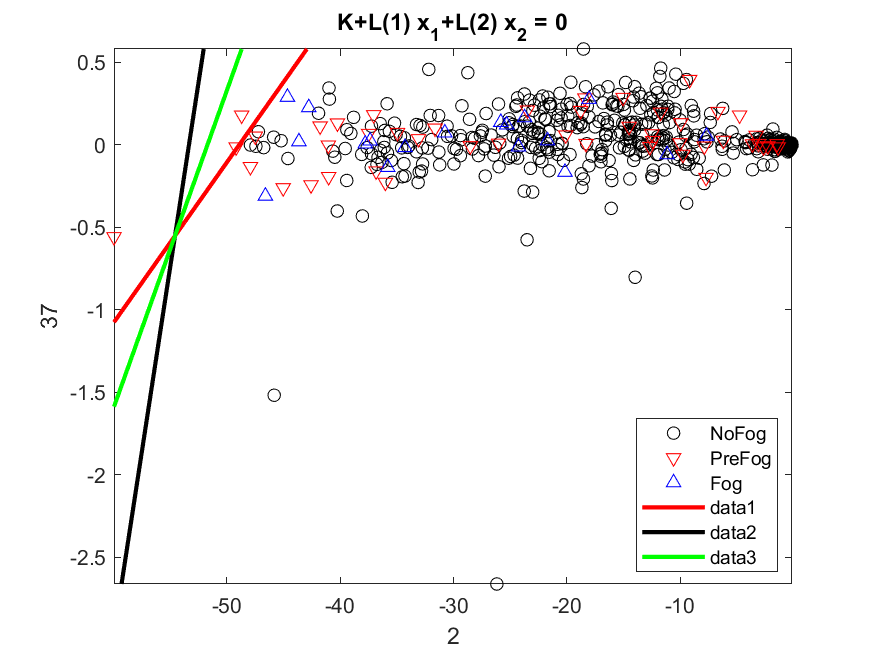 K+L(1) x₁+L(2) x₂ = 0
0.5
0
-0.5
-1
-1.5
-2
-2.5
37
-50
-40
-30
-20
-10
2
NoFog
PreFog
Fog
data1
data2
data3